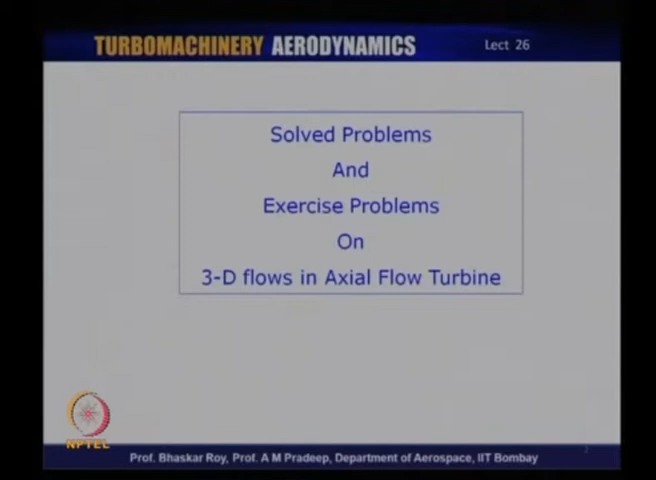 TURBOMACHINERY AERODYNAMICS Lect 26
Solved Problems
And
Exercise Problems
On
3-D flows in Axial Flow Turbine
NPTEL
Prof. Bhaskar Roy, Prof. A M Pradeep, Department of Aerospace, IIT Bombay